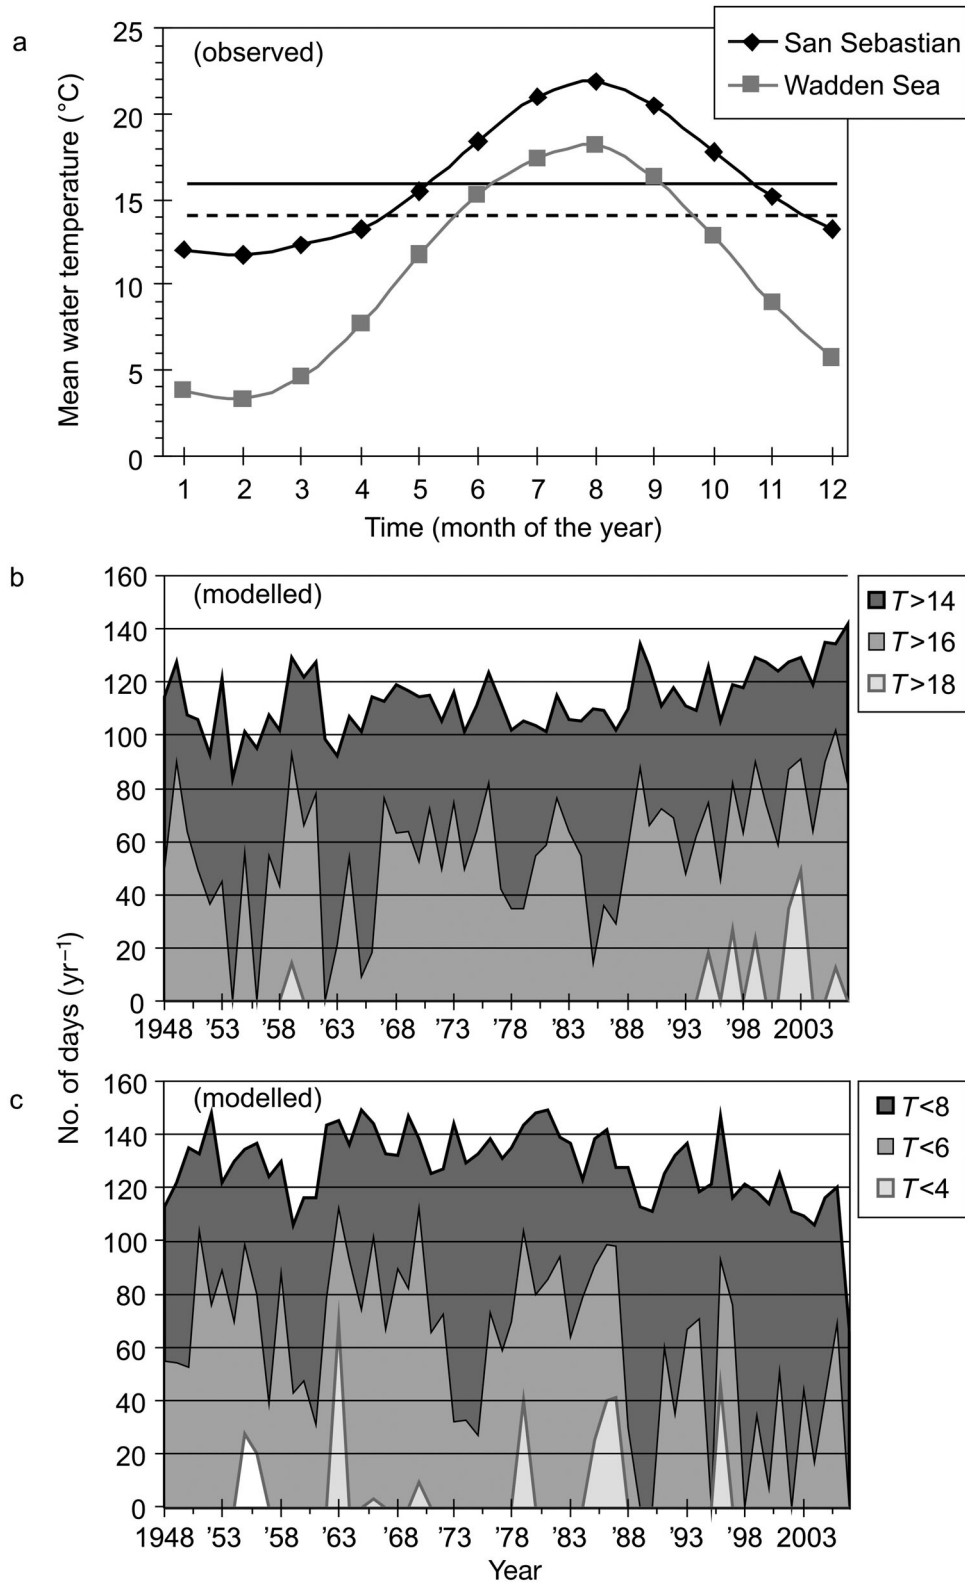 a
(observed)
San Sebastian
Wadden Sea
Mean water temperature (°C)
25
20
15
10
5
0
1 2 3 4 5 6 7 8 9 10 11 12
Time (month of the year)
b
(modelled)
T>14
T>16
T>18
160
140
120
100
80
60
40
20
0
1948 '53 '58 '63 '68 '73 '78 '83 '88 '93 '98 2003
No. of days (yr⁻¹)
c
(modelled)
T<8
T<6
T<4
160
140
120
100
80
60
40
20
0
1948 '53 '58 '63 '68 '73 '78 '83 '88 '93 '98 2003
Year